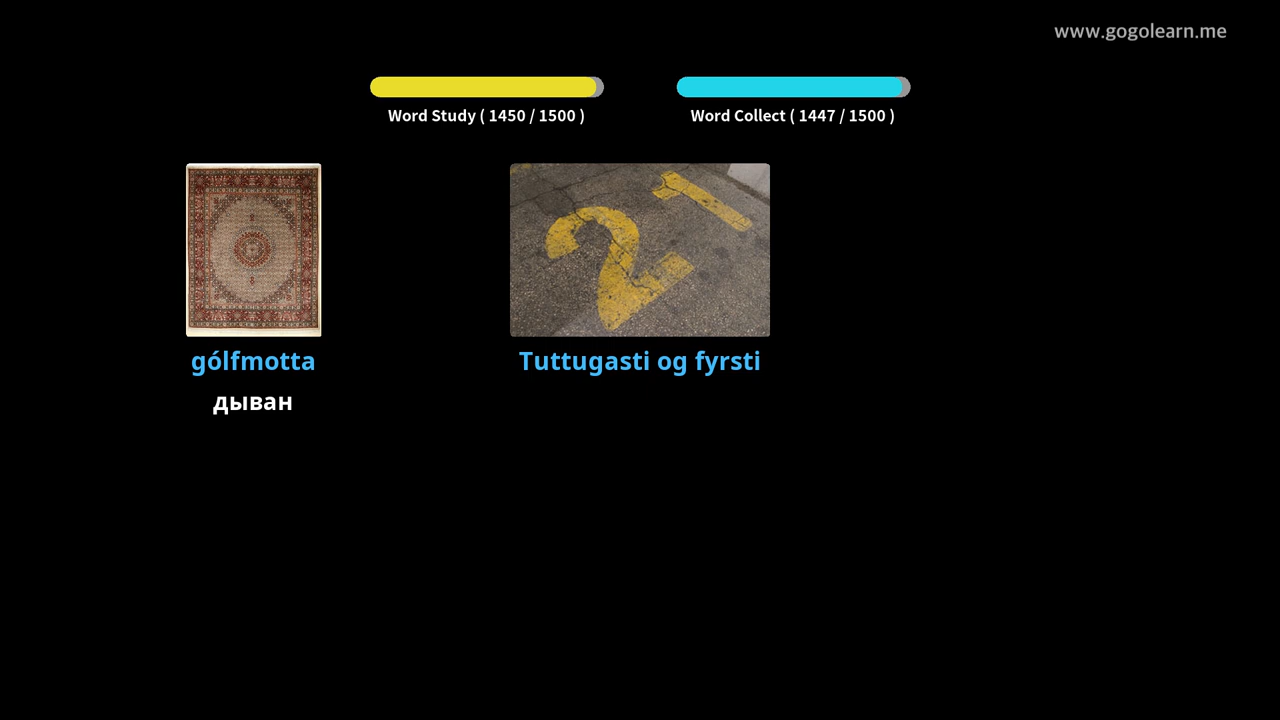 www.gogolearn.me
Word Study ( 1450 / 1500 )
Word Collect ( 1447 / 1500 )
21
gólfmotta
Tuttugasti og fyrsti
дыван